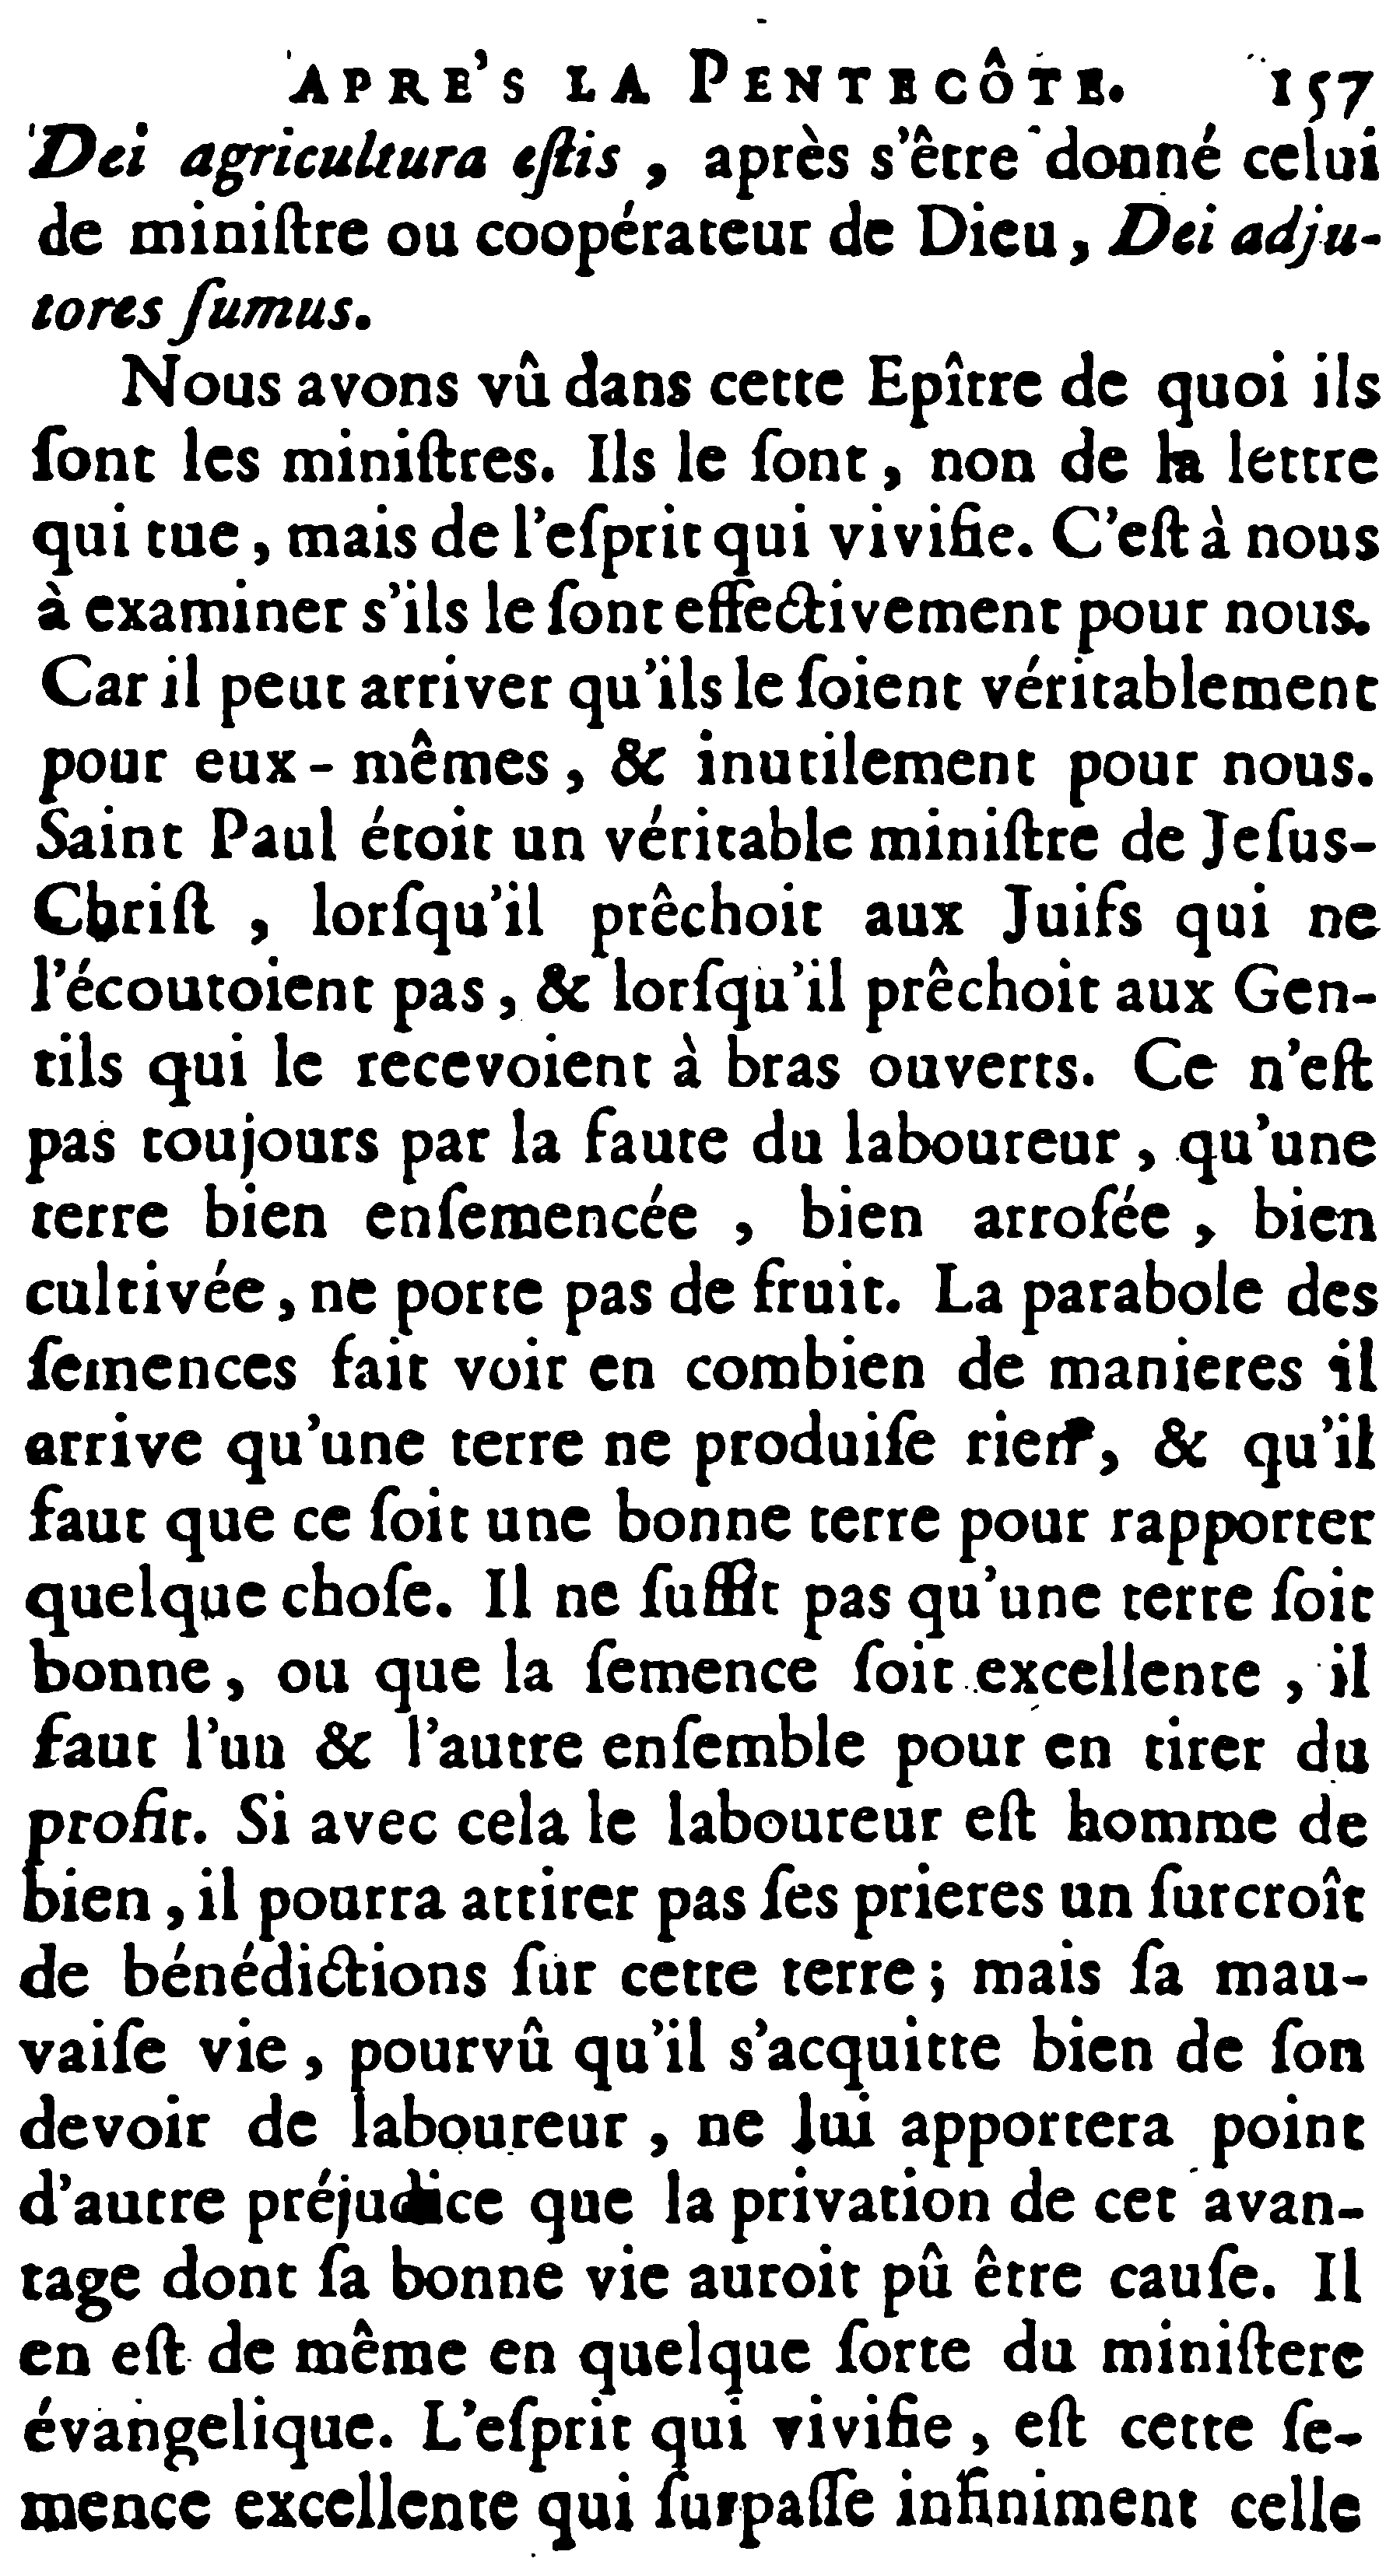 APRE'S LA PENTECÔTE. 157
Dei agricultura eſtis, après s'être donné celui
de miniſtre ou coopérateur de Dieu, Dei adju-
tores ſumus.
Nous avons vû dans cette Epître de quoi ils
ſont les miniſtres. Ils le ſont, non de la lettre
qui tue, mais de l'eſprit qui vivifie. C'eſt à nous
à examiner s'ils le ſont effectivement pour nous.
Car il peut arriver qu'ils le ſoient véritablement
pour eux-mêmes, & inutilement pour nous.
Saint Paul étoit un véritable miniſtre de Jeſus-
Chriſt, lorſqu'il prêchoit aux Juifs qui ne
l'écoutoient pas, & lorſqu'il prêchoit aux Gen-
tils qui le recevoient à bras ouverts. Ce n'eſt
pas toujours par la faute du laboureur, qu'une
terre bien enſemencée, bien arroſée, bien
cultivée, ne porte pas de fruit. La parabole des
ſemences fait voir en combien de manieres il
arrive qu'une terre ne produiſe rien, & qu'il
faut que ce ſoit une bonne terre pour rapporter
quelque choſe. Il ne ſuffit pas qu'une terre ſoit
bonne, ou que la ſemence ſoit excellente, il
faut l'un & l'autre enſemble pour en tirer du
profit. Si avec cela le laboureur eſt homme de
bien, il pourra attirer pas ſes prieres un ſurcroît
de bénédictions ſur cette terre; mais ſa mau-
vaiſe vie, pourvû qu'il s'acquitte bien de ſon
devoir de laboureur, ne lui apportera point
d'autre préjudice que la privation de cet avan-
tage dont ſa bonne vie auroit pû être cauſe. Il
en eſt de même en quelque ſorte du miniſtere
évangelique. L'eſprit qui vivifie, eſt cette ſe-
mence excellente qui ſurpaſſe infiniment celle